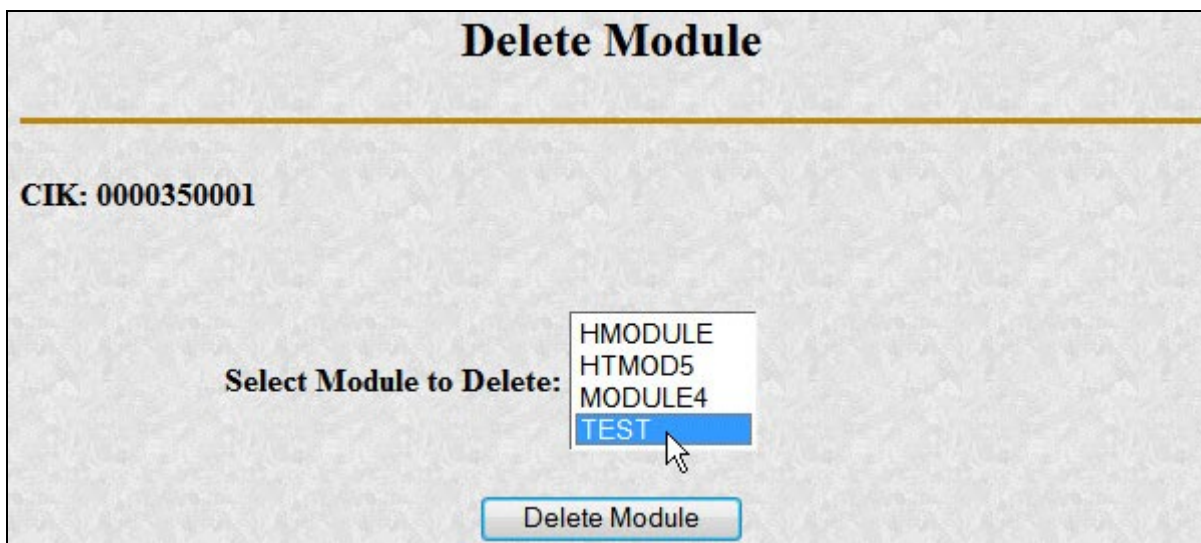 Delete Module
CIK: 0000350001
Select Module to Delete:
HMODULE
HTMOD5
MODULE4
TEST
Delete Module